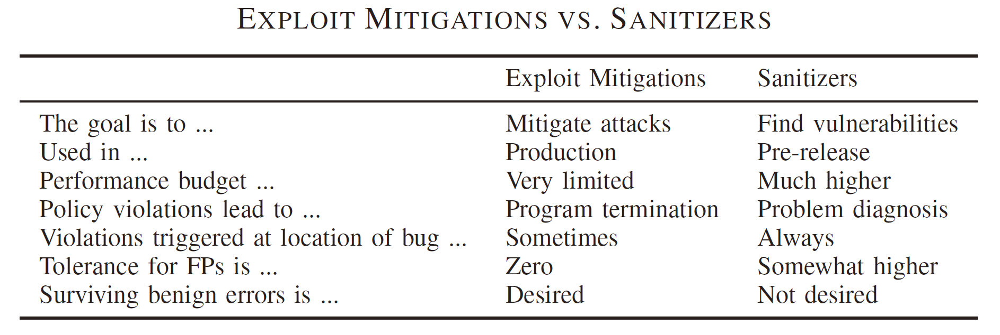 EXPLOIT MITIGATIONS VS. SANITIZERS
Exploit Mitigations Sanitizers
The goal is to ... Mitigate attacks Find vulnerabilities
Used in ... Production Pre-release
Performance budget ... Very limited Much higher
Policy violations lead to ... Program termination Problem diagnosis
Violations triggered at location of bug ... Sometimes Always
Tolerance for FPs is ... Zero Somewhat higher
Surviving benign errors is ... Desired Not desired